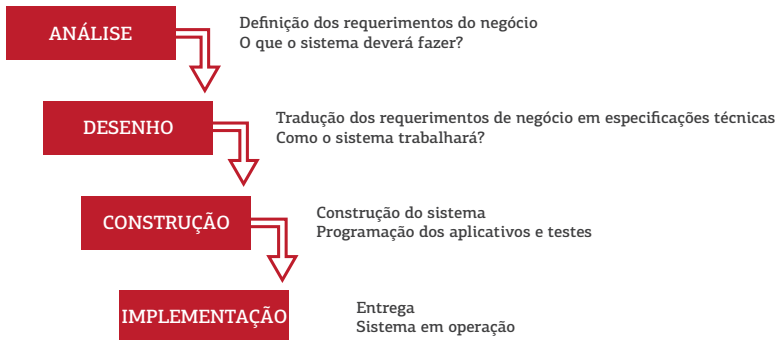 ANÁLISE
Definição dos requerimentos do negócio
O que o sistema deverá fazer?
DESENHO
Tradução dos requerimentos de negócio em especificações técnicas
Como o sistema trabalhará?
CONSTRUÇÃO
Construção do sistema
Programação dos aplicativos e testes
IMPLEMENTAÇÃO
Entrega
Sistema em operação